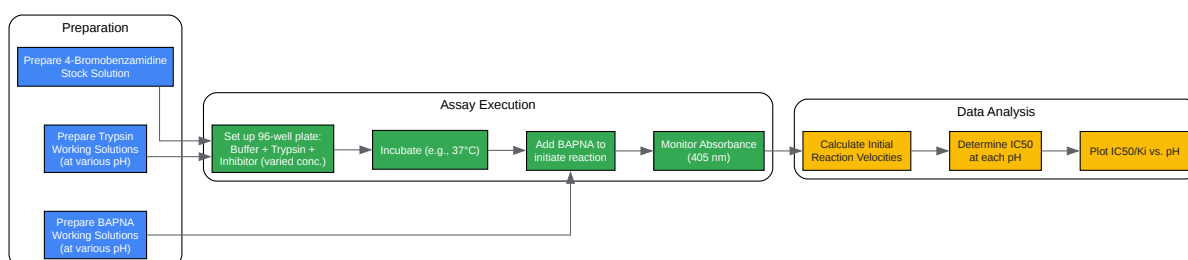 Preparation
Prepare 4-Bromobenzamidine
Stock Solution
Prepare Trypsin
Working Solutions
(at various pH)
Prepare BAPNA
Working Solutions
(at various pH)
Assay Execution
Set up 96-well plate:
Buffer + Trypsin +
Inhibitor (varied conc.)
Incubate (e.g., 37°C)
Add BAPNA to
initiate reaction
Monitor Absorbance
(405 nm)
Data Analysis
Calculate Initial
Reaction Velocities
Determine IC50
at each pH
Plot IC50/Ki vs. pH